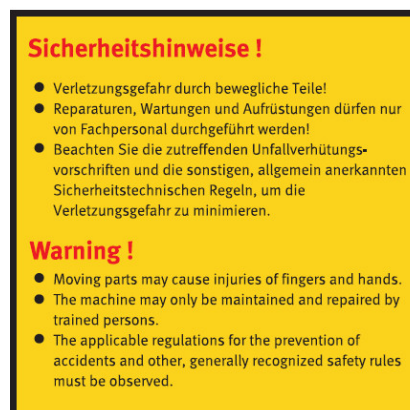 Sicherheitshinweise !
● Verletzungsgefahr durch bewegliche Teile!
● Reparaturen, Wartungen und Aufrüstungen dürfen nur
von Fachpersonal durchgeführt werden!
● Beachten Sie die zutreffenden Unfallverhütungs-
vorschriften und die sonstigen, allgemein anerkannten
Sicherheitstechnischen Regeln, um die
Verletzungsgefahr zu minimieren.
Warning !
● Moving parts may cause injuries of fingers and hands.
● The machine may only be maintained and repaired by
trained persons.
● The applicable regulations for the prevention of
accidents and other, generally recognized safety rules
must be observed.